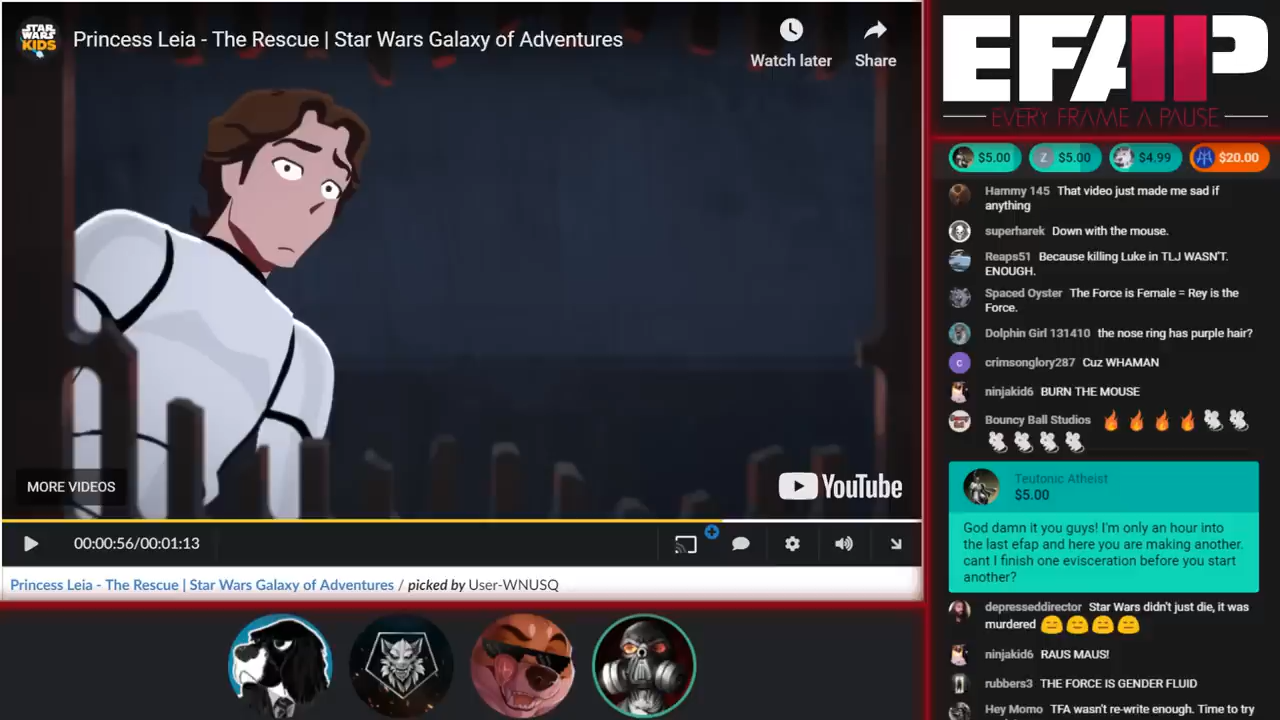 STAR WARS KIDS
Princess Leia - The Rescue | Star Wars Galaxy of Adventures
Watch later
Share
MORE VIDEOS
YouTube
00:00:56/00:01:13
Princess Leia - The Rescue | Star Wars Galaxy of Adventures / picked by User-WNUSQ
EFAP
EVERY FRAME A PAUSE
$5.00
Z $5.00
$4.99
$20.00
Hammy 145 That video just made me sad if
anything
superharek Down with the mouse.
Reaps51 Because killing Luke in TLJ WASN'T.
ENOUGH.
Spaced Oyster The Force is Female = Rey is the
Force.
Dolphin Girl 131410 the nose ring has purple hair?
c crimsonglory287 Cuz WHAMAN
ninjakid6 BURN THE MOUSE
Bouncy Ball Studios 🔥🔥🔥🔥🐁🐁
🐁🐁🐁🐁
Teutonic Atheist
$5.00
God damn it you guys! I'm only an hour into
the last efap and here you are making another.
cant I finish one evisceration before you start
another?
depresseddirector Star Wars didn't just die, it was
murdered 😑😑😑😑
ninjakid6 RAUS MAUS!
rubbers3 THE FORCE IS GENDER FLUID
Hey Momo TFA wasn't re-write enough. Time to try